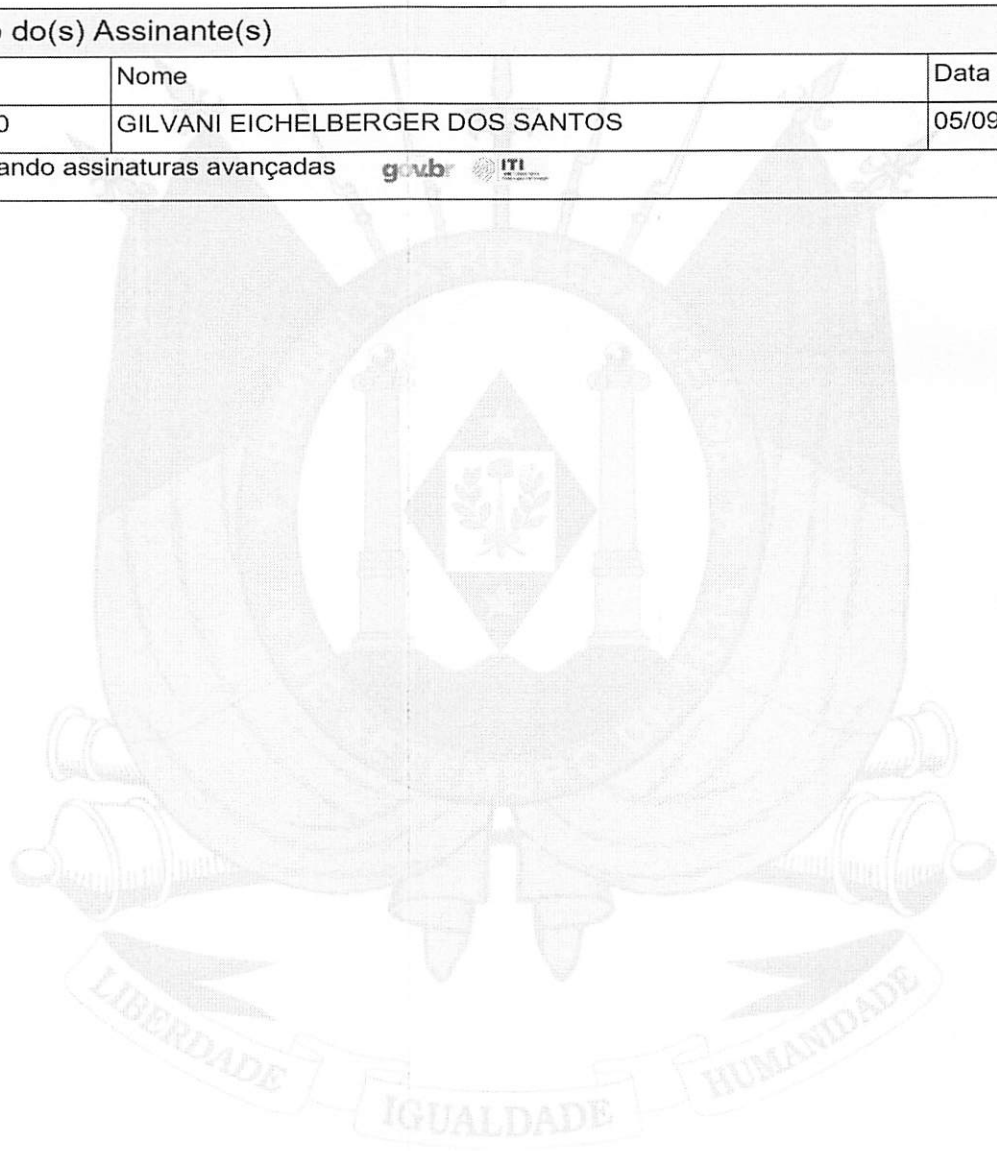 do(s) Assinante(s)
Nome
Data
0
GILVANI EICHELBERGER DOS SANTOS
05/09
ando assinaturas avançadas gov.br ITI
LIBERDADE
IGUALDADE
HUMANIDADE